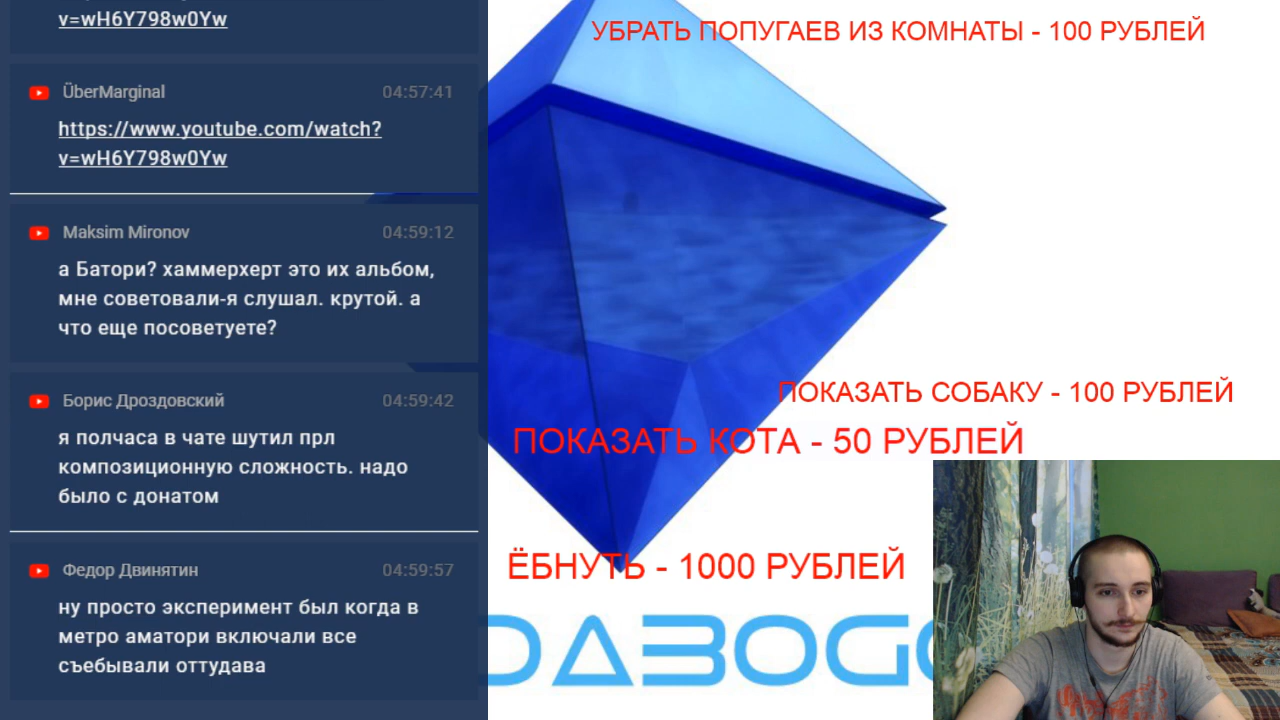 v=wH6Y798w0Yw
ÜberMarginal 04:57:41
https://www.youtube.com/watch?
v=wH6Y798w0Yw
Maksim Mironov 04:59:12
а Батори? хаммерхерт это их альбом,
мне советовали-я слушал. крутой. а
что еще посоветуете?
Борис Дроздовский 04:59:42
я полчаса в чате шутил прл
композиционную сложность. надо
было с донатом
Федор Двинятин 04:59:57
ну просто эксперимент был когда в
метро аматори включали все
съебывали оттудава
УБРАТЬ ПОПУГАЕВ ИЗ КОМНАТЫ - 100 РУБЛЕЙ
ПОКАЗАТЬ СОБАКУ - 100 РУБЛЕЙ
ПОКАЗАТЬ КОТА - 50 РУБЛЕЙ
ЁБНУТЬ - 1000 РУБЛЕЙ